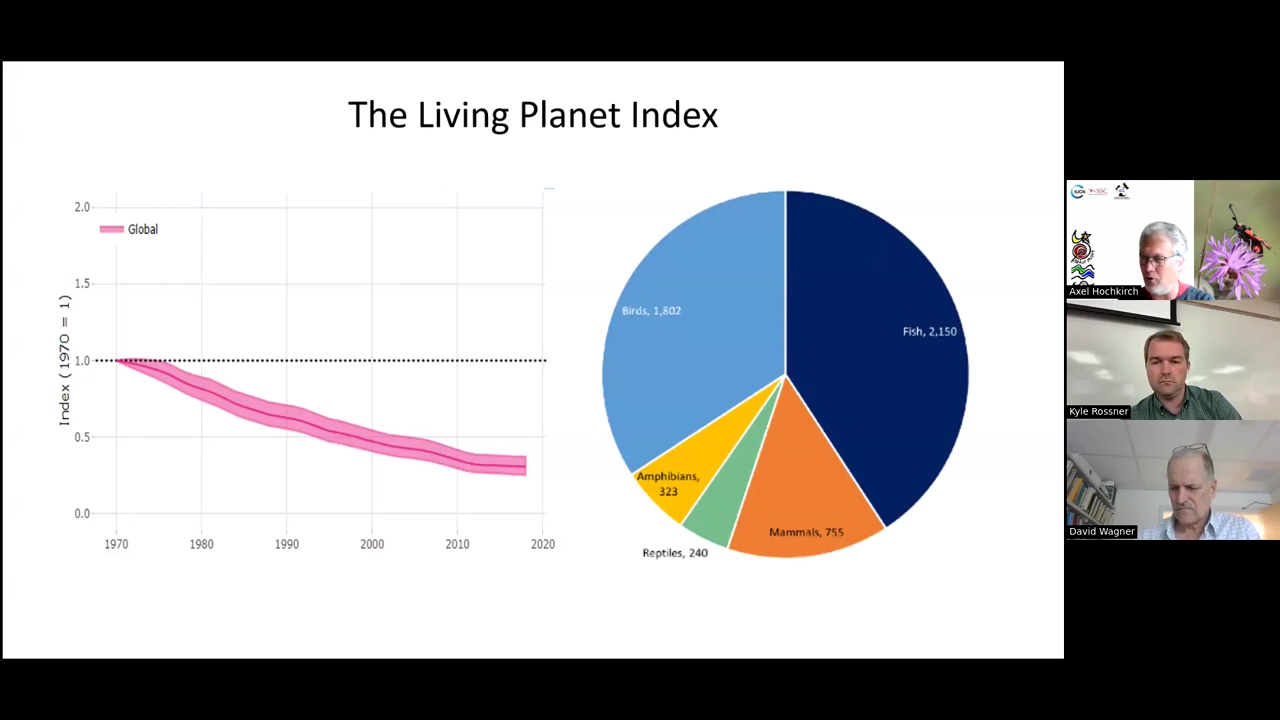 The Living Planet Index
2.0
Global
1.5
1.0
0.5
0.0
Index (1970 = 1)
1970
1980
1990
2000
2010
2020
Birds, 1,802
Fish, 2,150
Amphibians,
323
Mammals, 755
Reptiles, 240
IUCN
SSC
Axel Hochkirch
Kyle Rossner
David Wagner